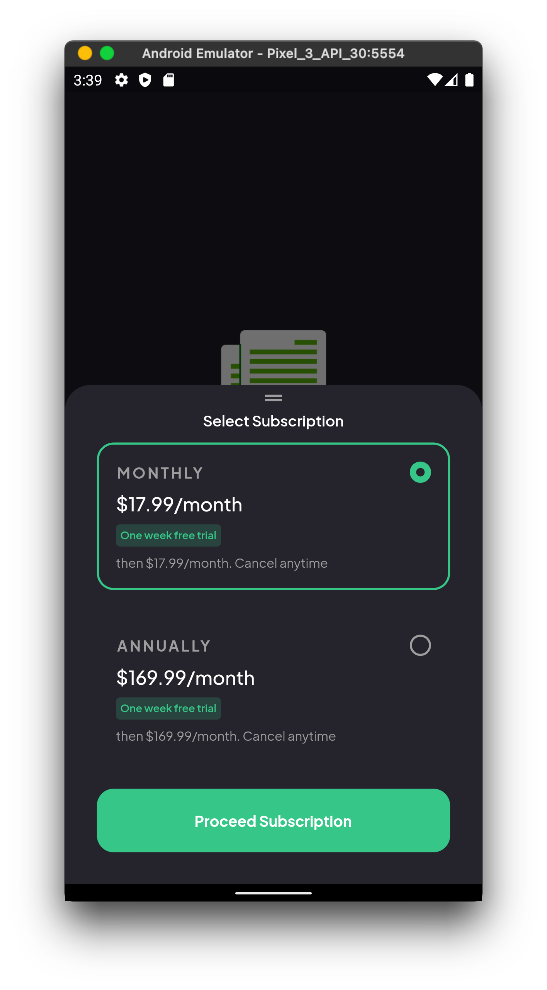 Android Emulator - Pixel_3_API_30:5554
3:39
Select Subscription
MONTHLY
$17.99/month
One week free trial
then $17.99/month. Cancel anytime
ANNUALLY
$169.99/month
One week free trial
then $169.99/month. Cancel anytime
Proceed Subscription